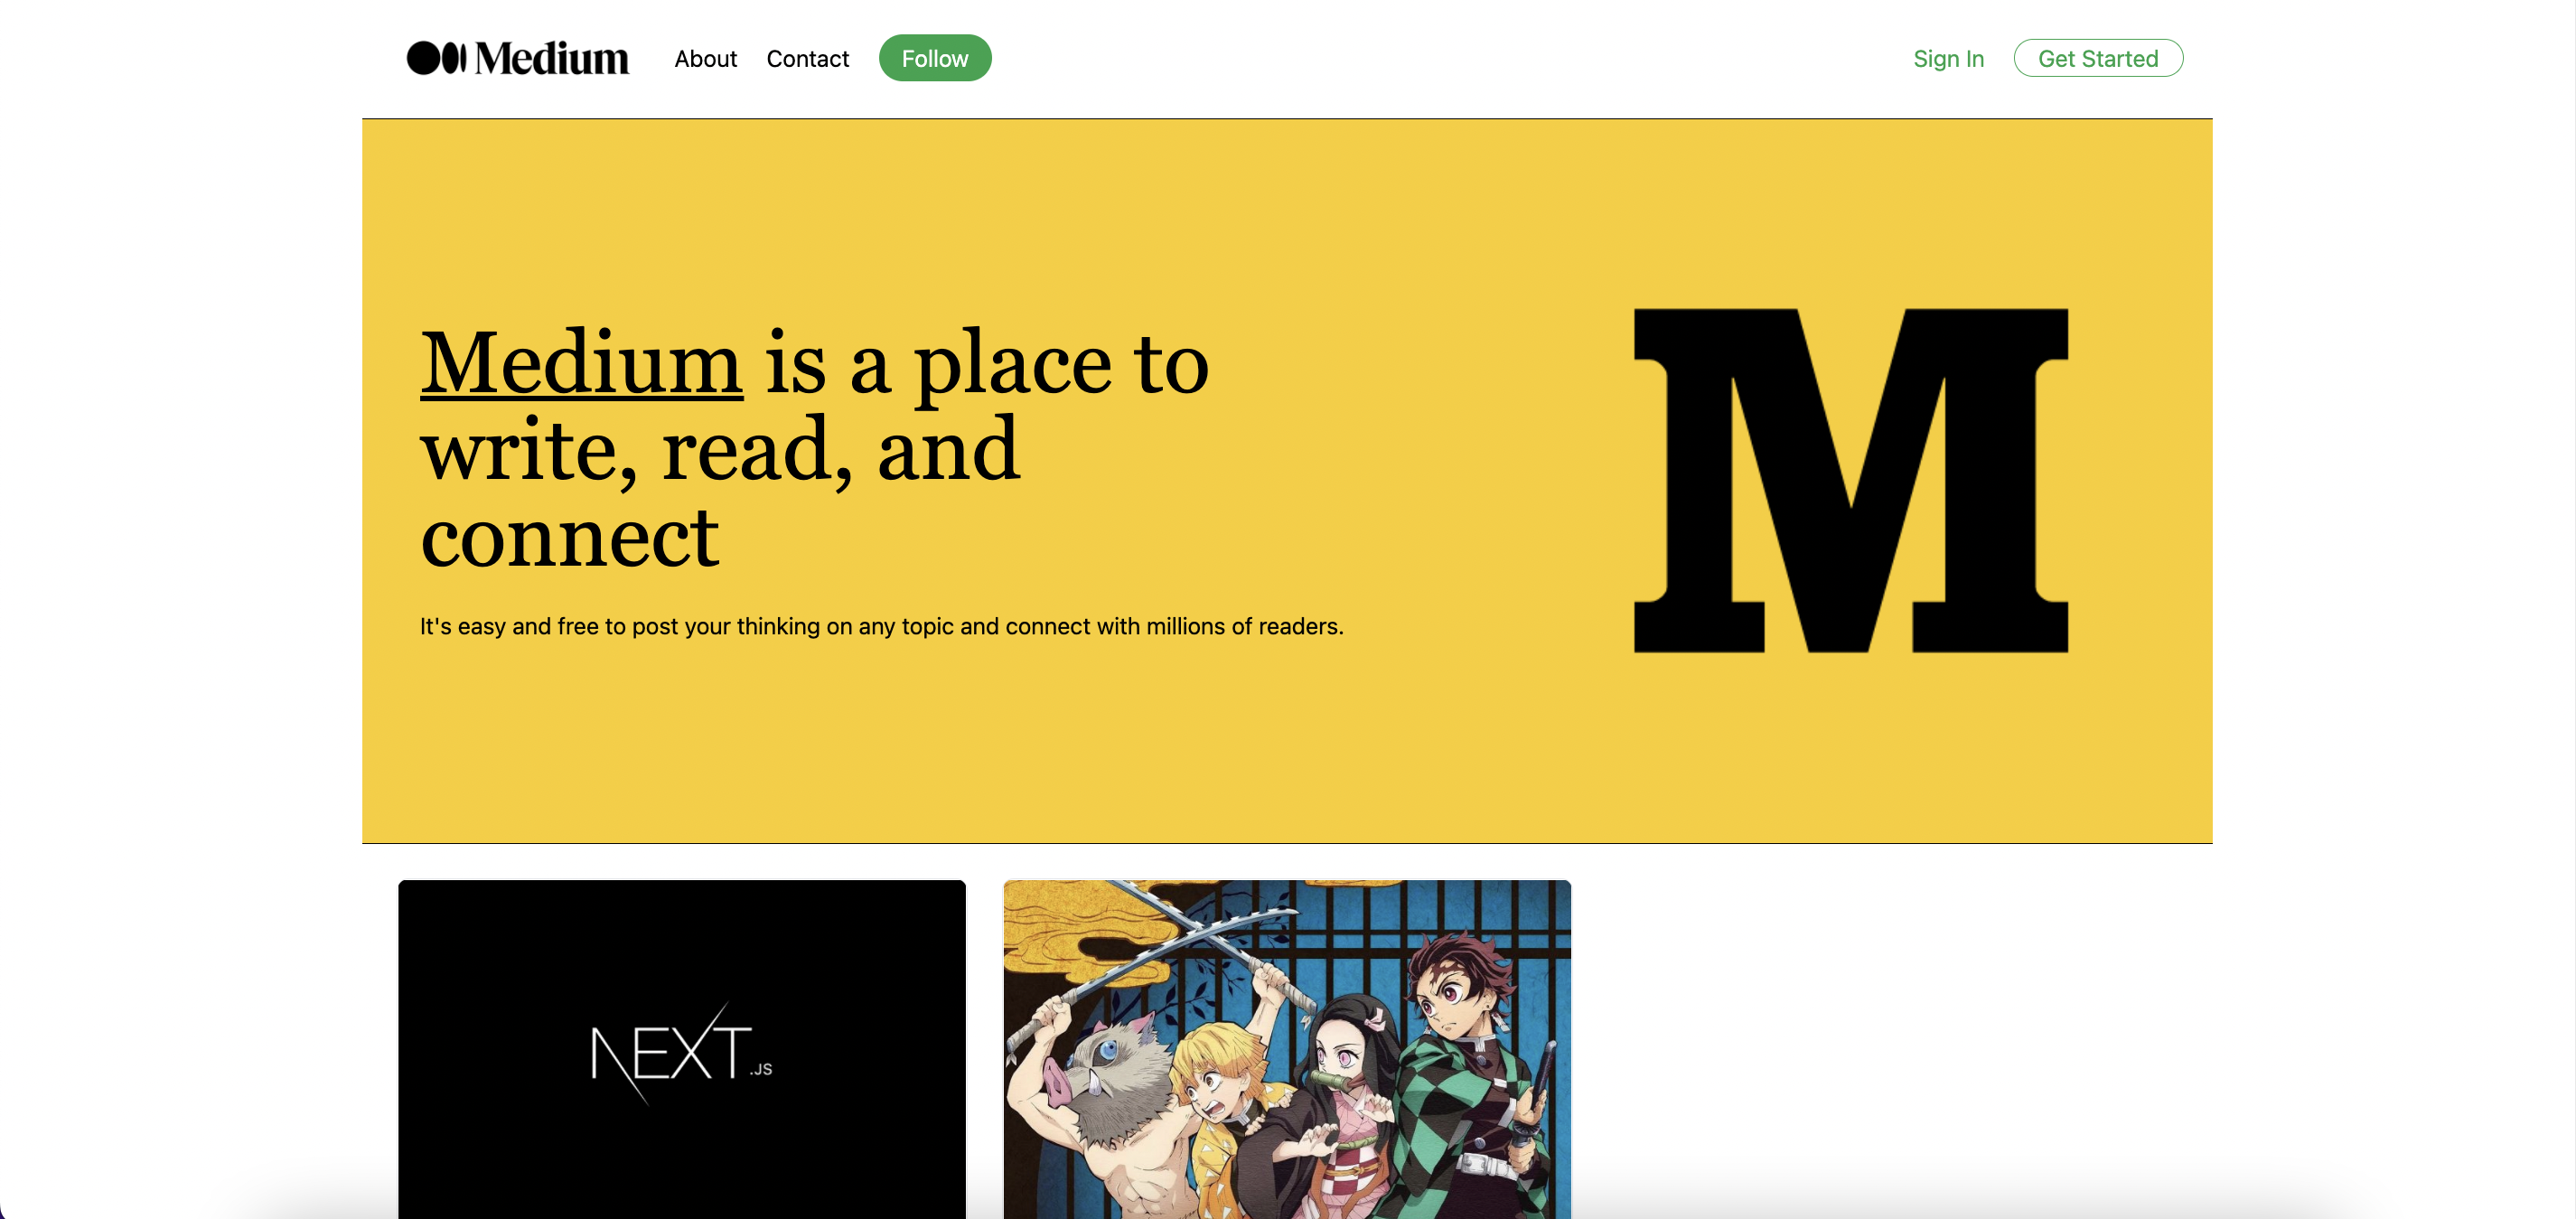 Medium About Contact Follow Sign In Get Started
Medium is a place to
write, read, and
connect
It's easy and free to post your thinking on any topic and connect with millions of readers.
M
NEXT.JS